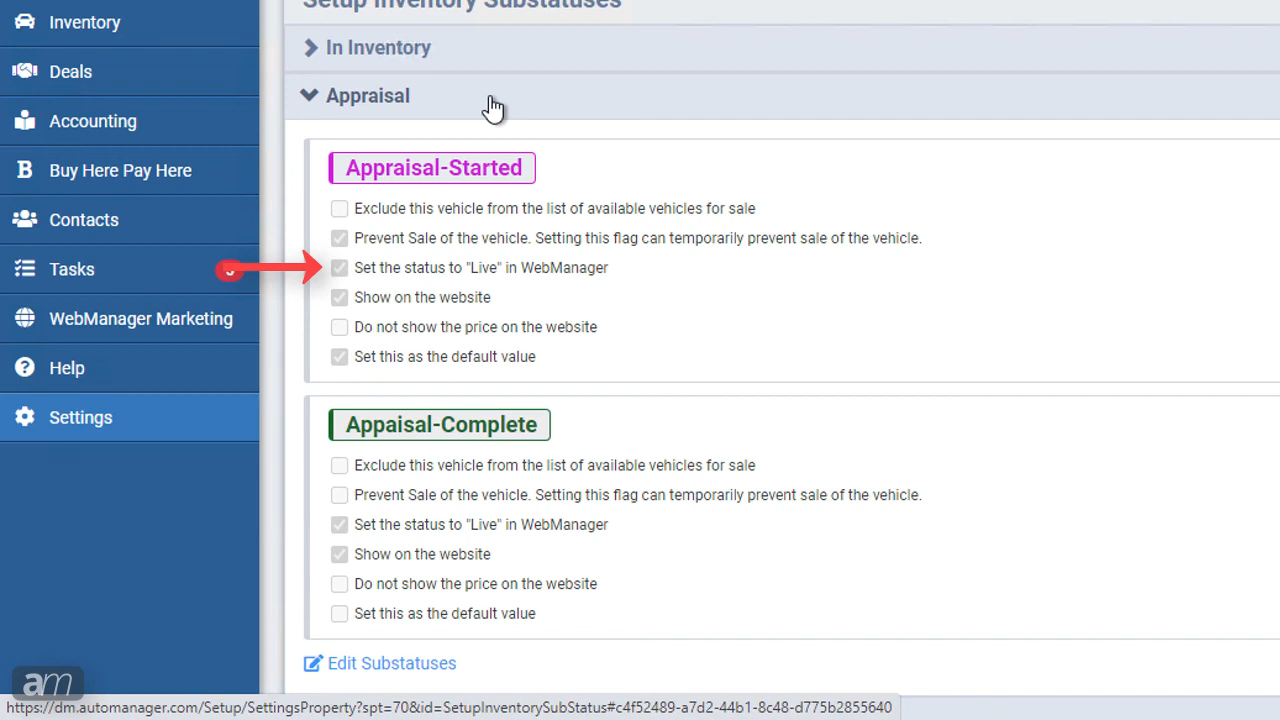 Setup Inventory Substatuses
Inventory
In Inventory
Deals
Appraisal
Accounting
Appraisal-Started
Buy Here Pay Here
Exclude this vehicle from the list of available vehicles for sale
Contacts
Prevent Sale of the vehicle. Setting this flag can temporarily prevent sale of the vehicle.
Tasks
Set the status to "Live" in WebManager
Show on the website
WebManager Marketing
Do not show the price on the website
Set this as the default value
Help
Settings
Appaisal-Complete
Exclude this vehicle from the list of available vehicles for sale
Prevent Sale of the vehicle. Setting this flag can temporarily prevent sale of the vehicle.
Set the status to "Live" in WebManager
Show on the website
Do not show the price on the website
Set this as the default value
Edit Substatuses
am
https://dm.automanager.com/Setup/SettingsProperty?spt=70&id=SetupInventorySubStatus#c4f52489-a7d2-44b1-8c48-d775b2855640